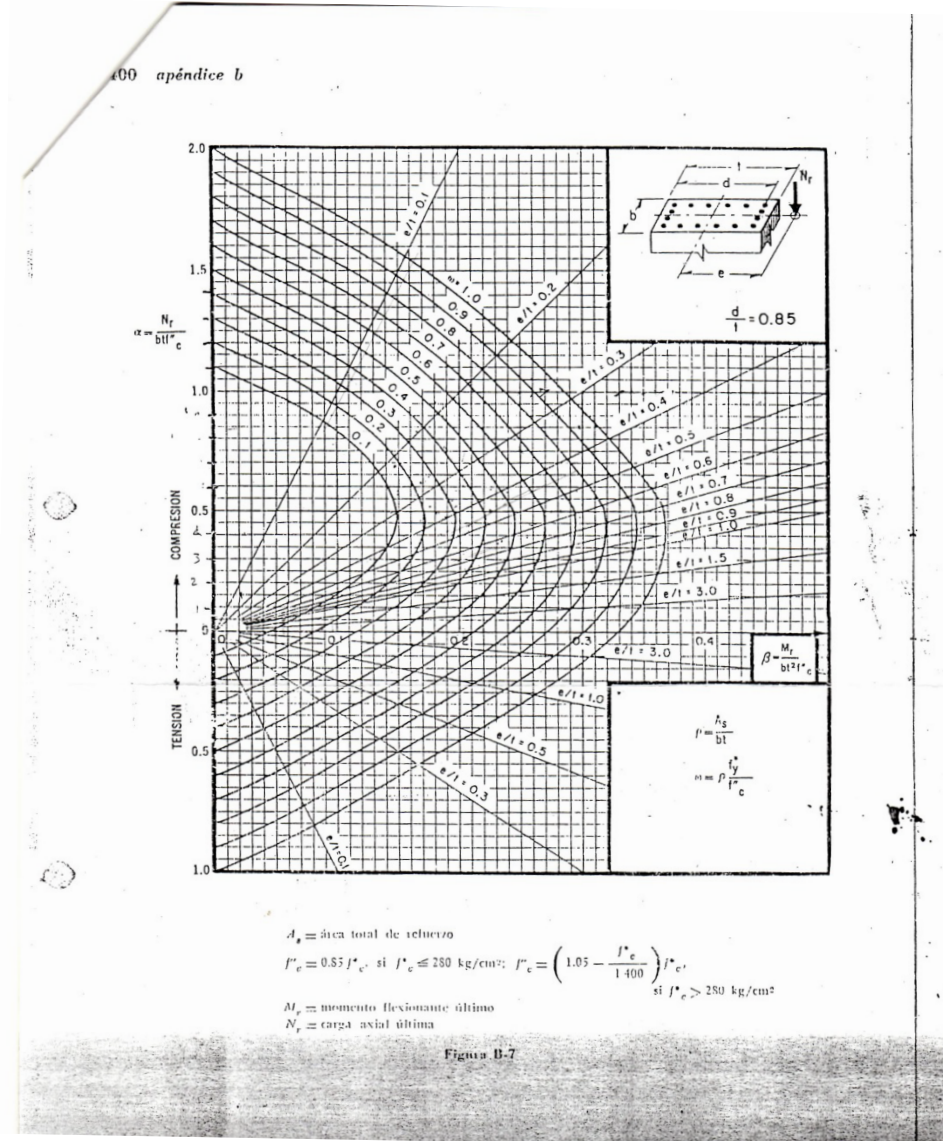 apéndice b
2.0
1.5
1.0
0.5
0.5
1.0
α = Nr / btf"c
COMPRESION
TENSION
e/t = 0.1
e/t = 0.2
e/t = 0.3
e/t = 0.4
e/t = 0.5
e/t = 0.6
e/t = 0.7
e/t = 0.8
e/t = 0.9
e/t = 1.0
e/t = 1.5
e/t = 3.0
ω = 1.0
0.9
0.8
0.7
0.6
0.5
0.4
0.3
0.2
0.1
0 0.1 0.2 0.3 0.4
e/t = 3.0
e/t = 1.0
e/t = 0.5
e/t = 0.3
e/t = 0.1
t
d
Nr
b
e
d/t = 0.85
β = Mr / bt²f"c
ρ = As / bt
ω = ρ f*y / f"c
As = área total de refuerzo
f"c = 0.85 f*c, si f*c ≦ 280 kg/cm²; f"c = (1.05 − f*c / 1 400) f*c,
si f*c > 280 kg/cm²
Mr = momento flexionante último
Nr = carga axial última
Figura B-7